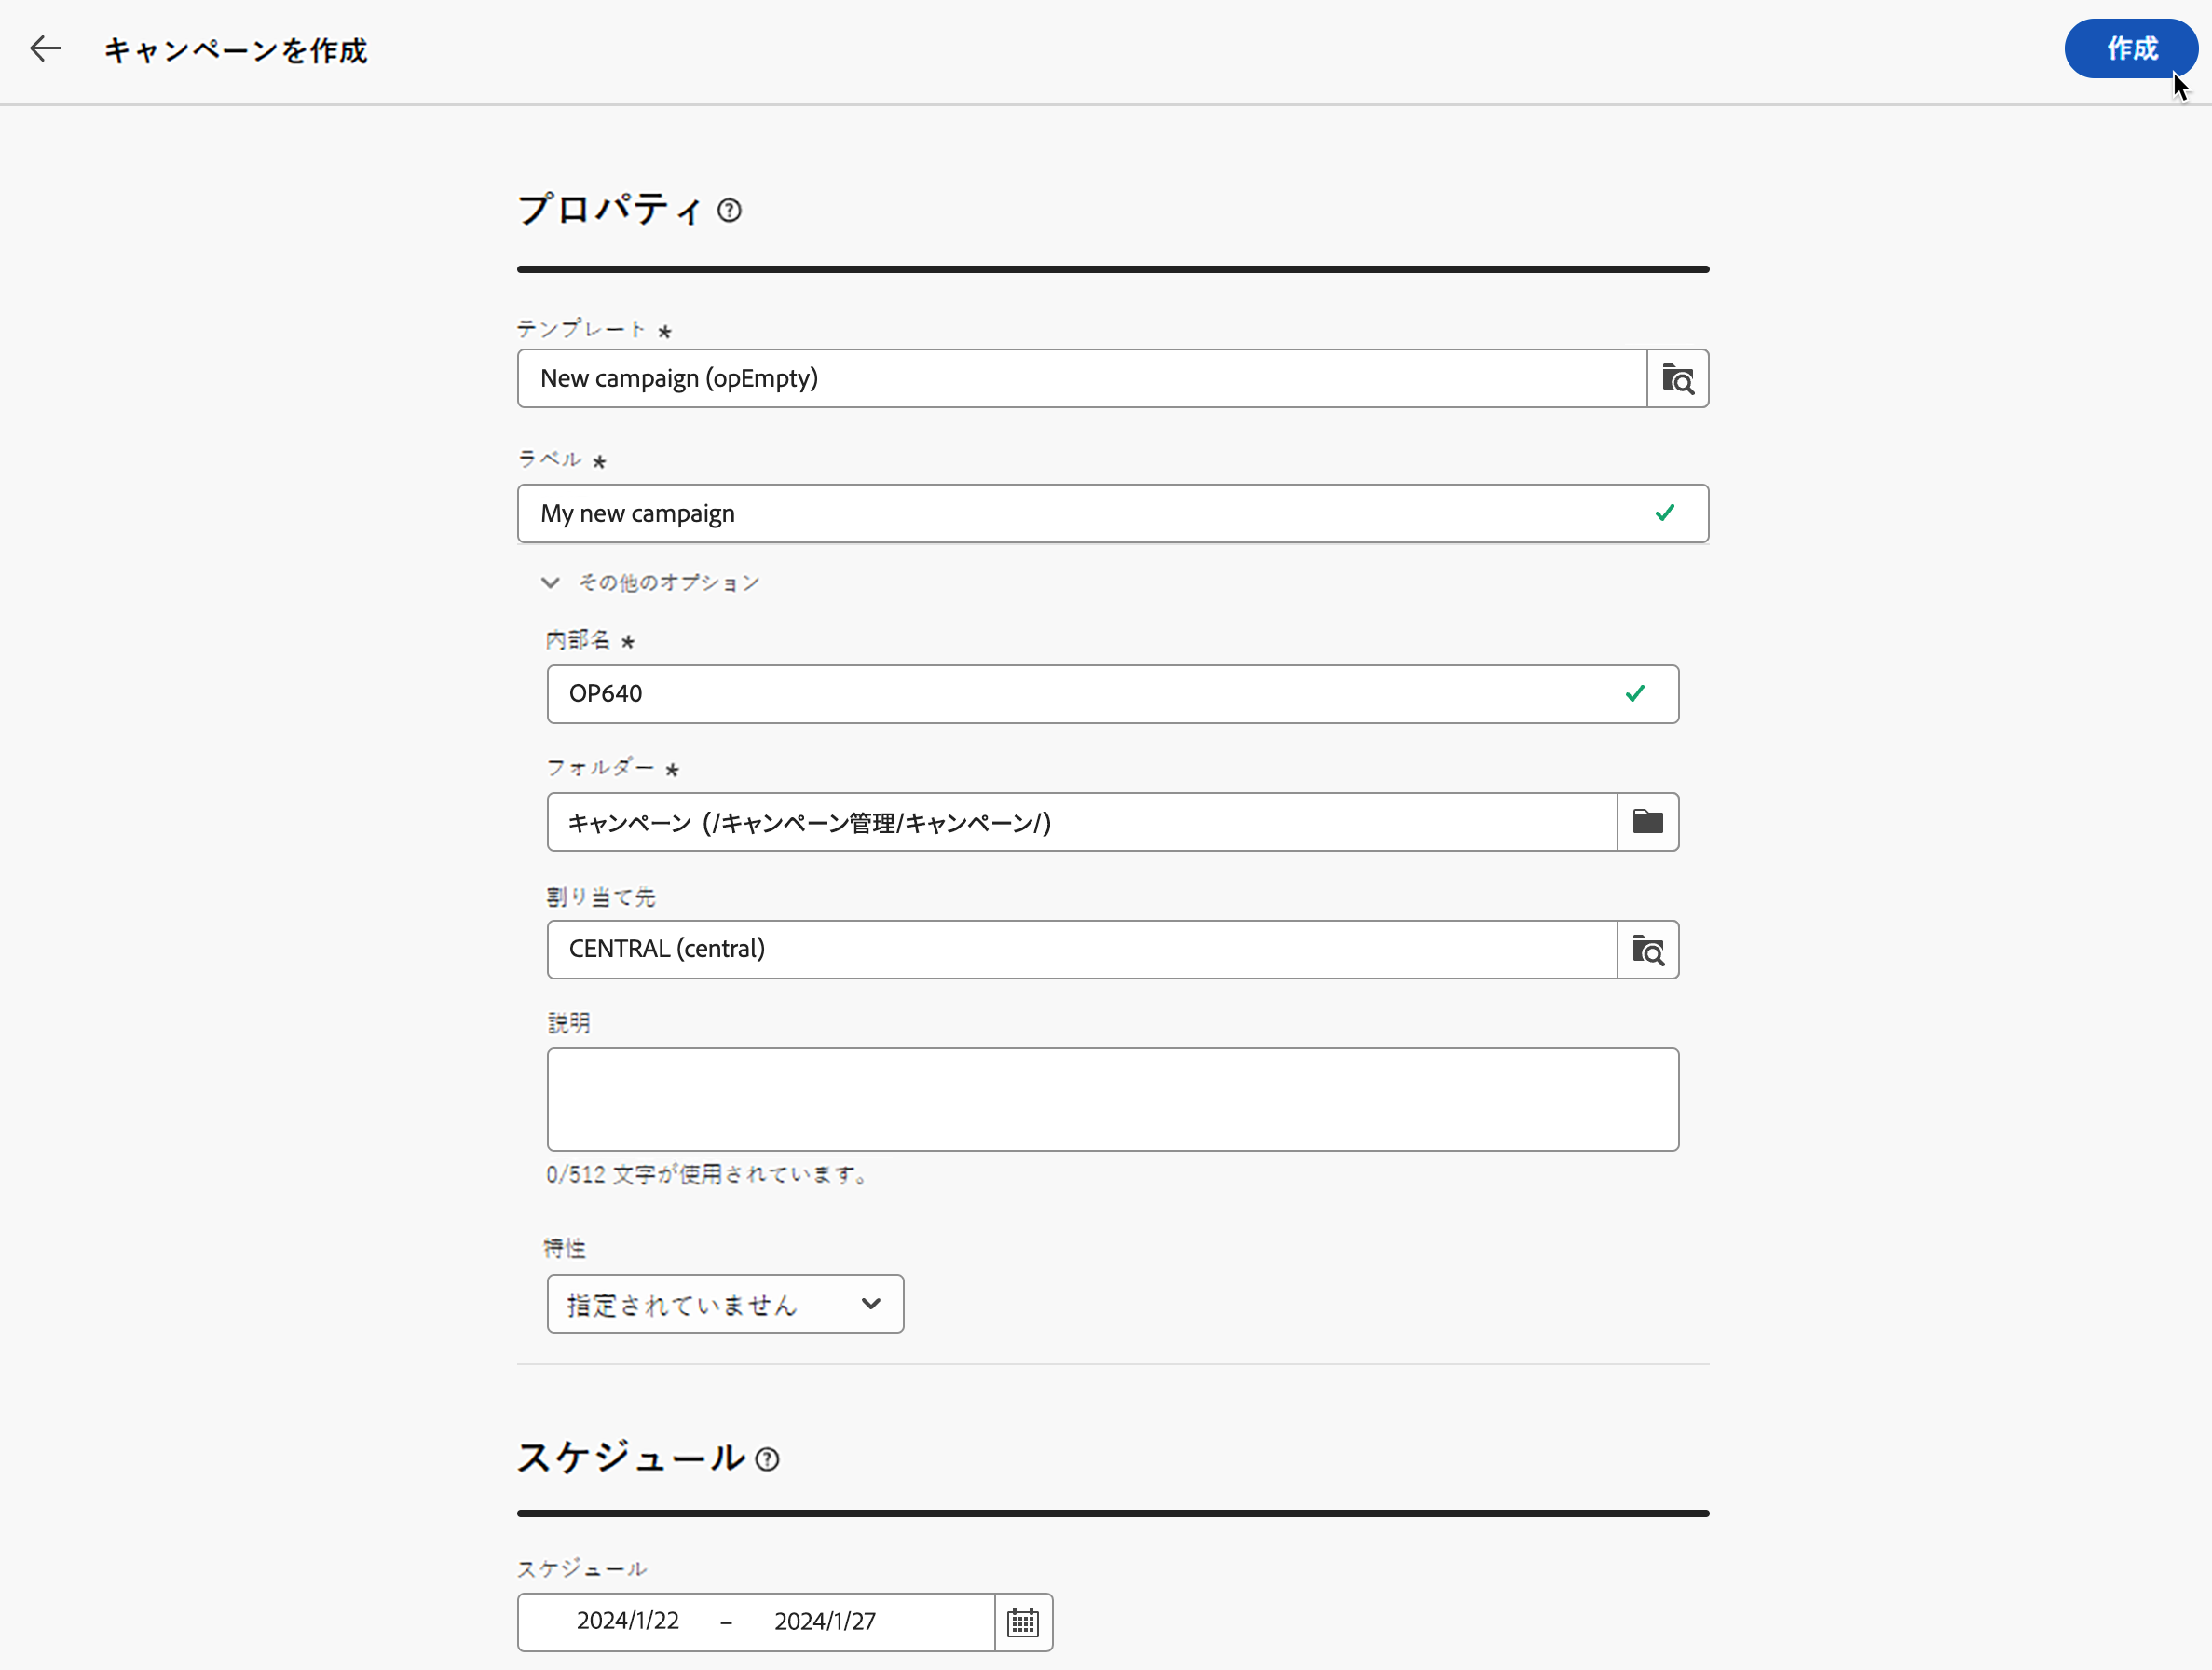 キャンペーンを作成
作成
プロパティ
テンプレート *
New campaign (opEmpty)
ラベル *
My new campaign
その他のオプション
内部名 *
OP640
フォルダー *
キャンペーン (/キャンペーン管理/キャンペーン/)
割り当て先
CENTRAL (central)
説明
0/512 文字が使用されています。
特性
指定されていません
スケジュール
スケジュール
2024/1/22 – 2024/1/27